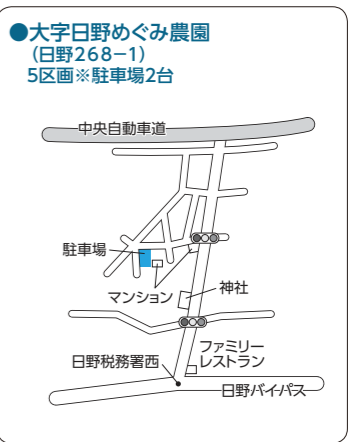 ●大字日野めぐみ農園
(日野268−1)
5区画※駐車場2台
中央自動車道
駐車場
マンション
神社
ファミリー
レストラン
日野税務署西
日野バイパス